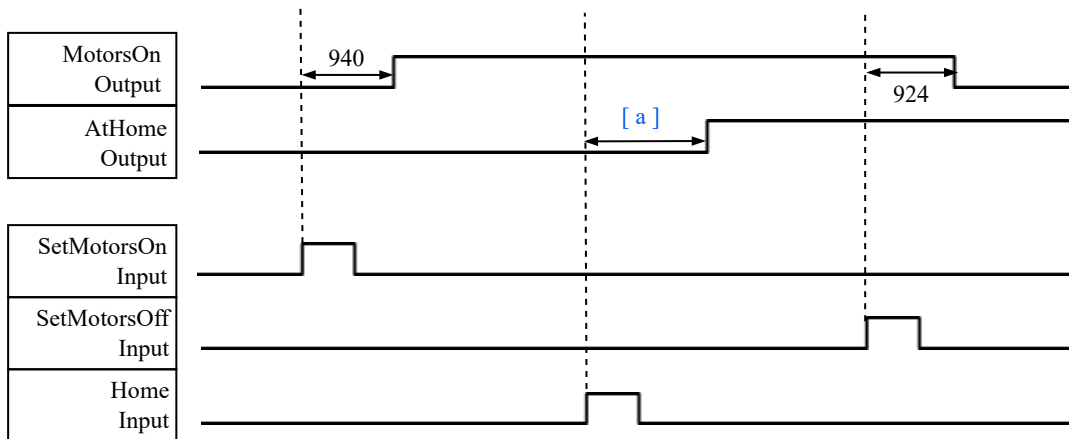 MotorsOn
Output
940
924
AtHome
Output
[ a ]
SetMotorsOn
Input
SetMotorsOff
Input
Home
Input